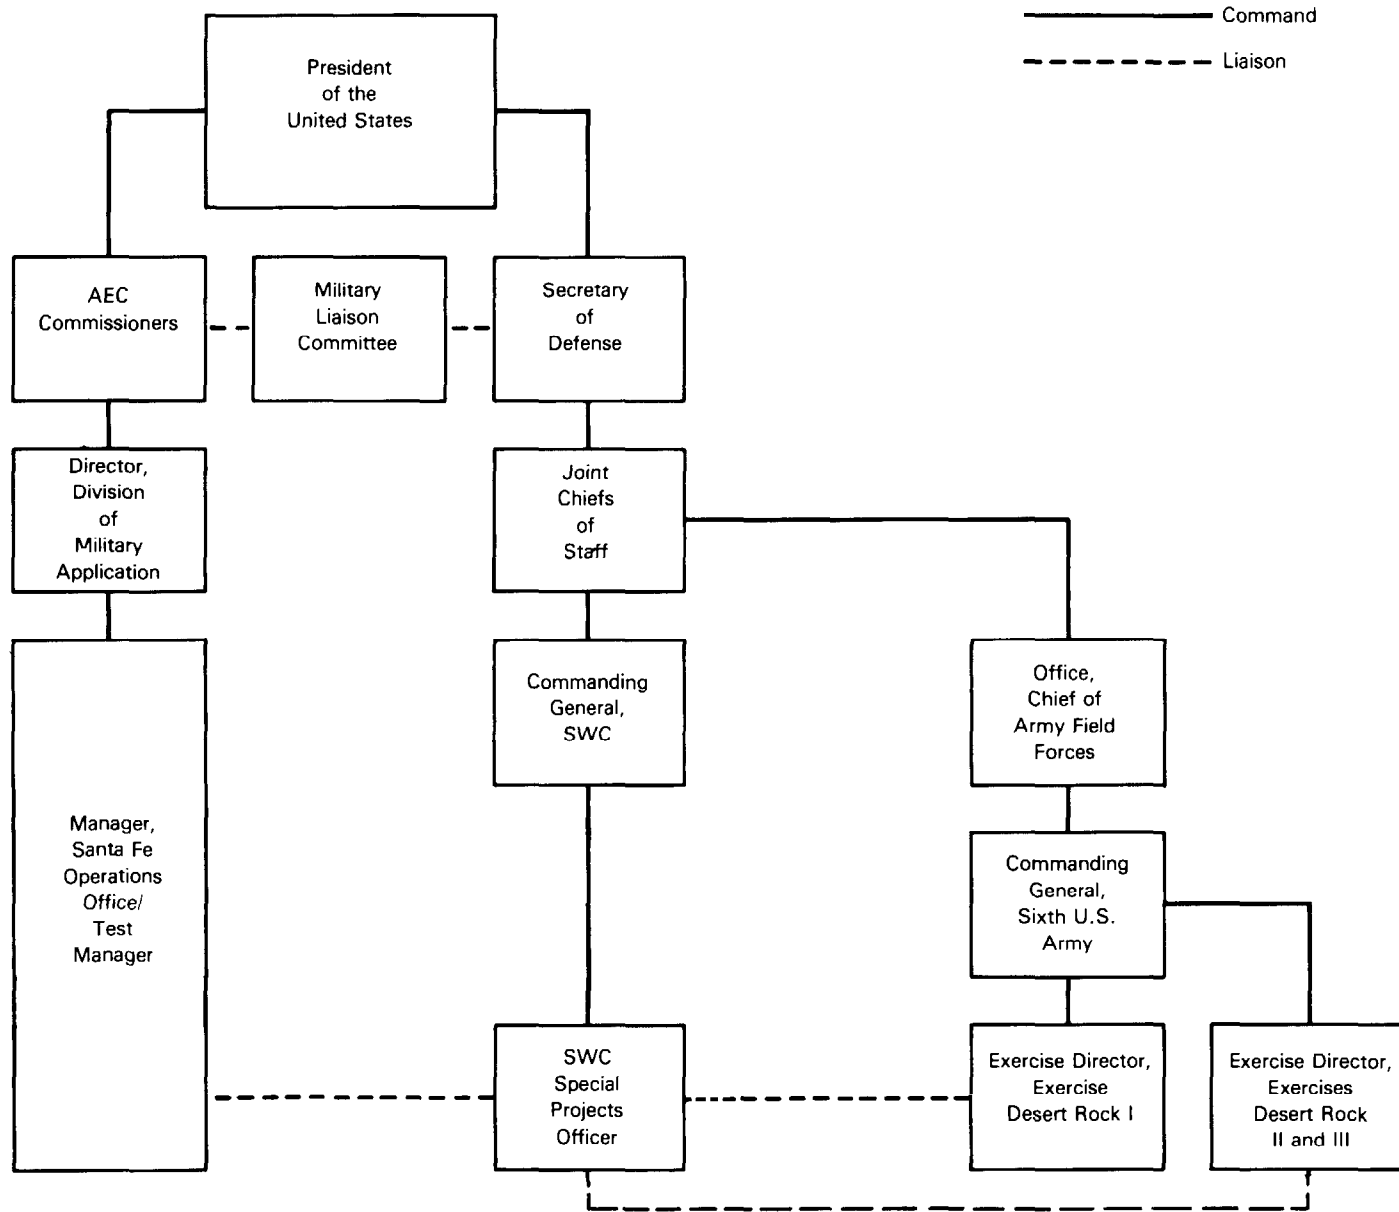 Command
Liaison
President
of the
United States
AEC
Commissioners
Military
Liaison
Committee
Secretary
of
Defense
Director,
Division
of
Military
Application
Joint
Chiefs
of
Staff
Manager,
Santa Fe
Operations
Office/
Test
Manager
Commanding
General,
SWC
Office,
Chief of
Army Field
Forces
Commanding
General,
Sixth U.S.
Army
SWC
Special
Projects
Officer
Exercise Director,
Exercise
Desert Rock I
Exercise Director,
Exercises
Desert Rock
II and III